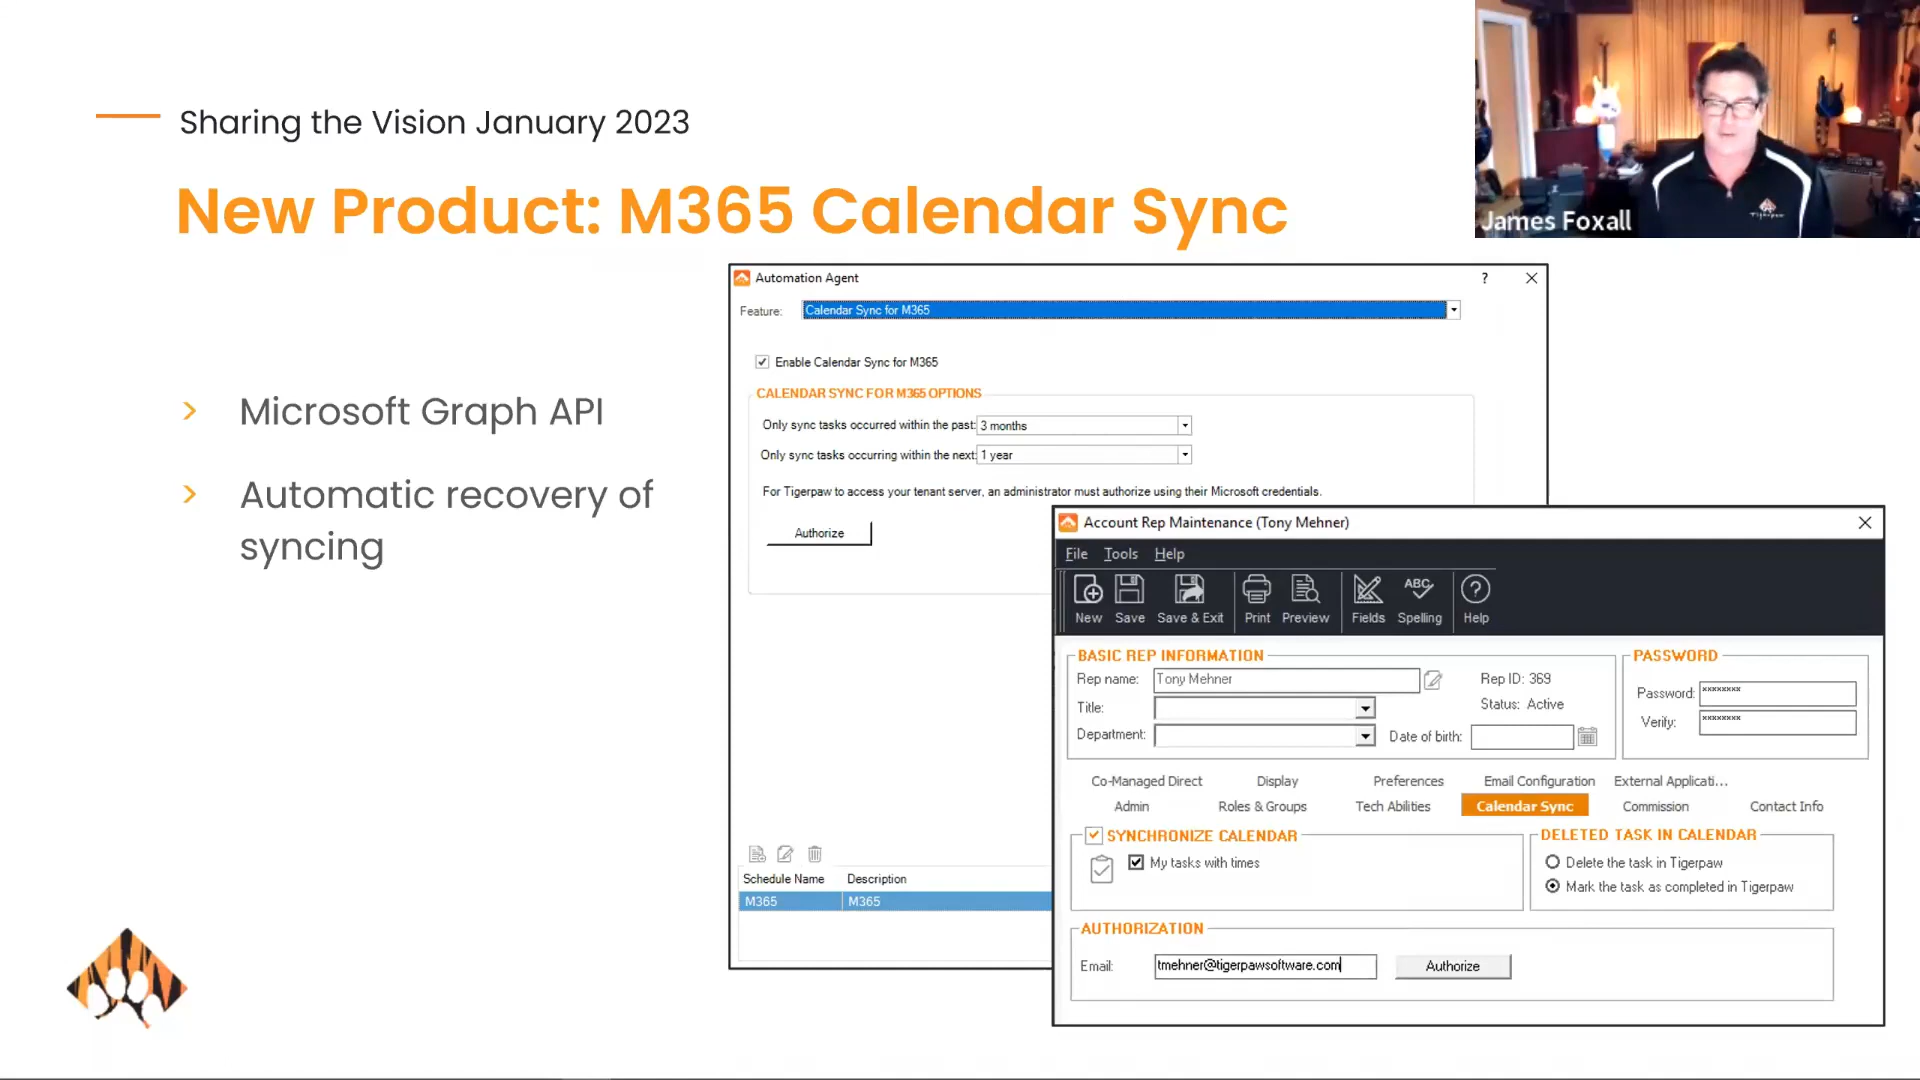 Sharing the Vision January 2023
New Product: M365 Calendar Sync
James Foxall
Tigerpaw
> Microsoft Graph API
> Automatic recovery of
syncing
Automation Agent
?
Feature: Calendar Sync for M365
Enable Calendar Sync for M365
CALENDAR SYNC FOR M365 OPTIONS
Only sync tasks occurred within the past: 3 months
Only sync tasks occurring within the next: 1 year
For Tigerpaw to access your tenant server, an administrator must authorize using their Microsoft credentials.
Authorize
Schedule Name Description
M365 M365
Account Rep Maintenance (Tony Mehner)
File Tools Help
ABC
New Save Save & Exit Print Preview Fields Spelling Help
BASIC REP INFORMATION
Rep name: Tony Mehner
Rep ID: 369
Title:
Status: Active
Department:
Date of birth:
PASSWORD
Password: ********
Verify: ********
Co-Managed Direct Display Preferences Email Configuration External Applicati...
Admin Roles & Groups Tech Abilities Calendar Sync Commission Contact Info
SYNCHRONIZE CALENDAR
My tasks with times
DELETED TASK IN CALENDAR
Delete the task in Tigerpaw
Mark the task as completed in Tigerpaw
AUTHORIZATION
Email: tmehner@tigerpawsoftware.com Authorize